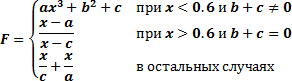 F = { ax³ + b² + c при x < 0.6 и b + c ≠ 0
(x − a)/(x − c) при x > 0.6 и b + c = 0
x/c + x/a в остальных случаях